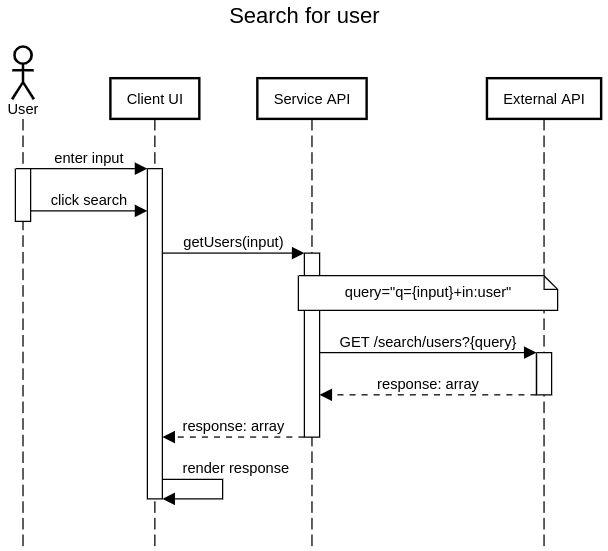 Search for user
User
Client UI
Service API
External API
enter input
click search
getUsers(input)
query="q={input}+in:user"
GET /search/users?{query}
response: array
response: array
render response